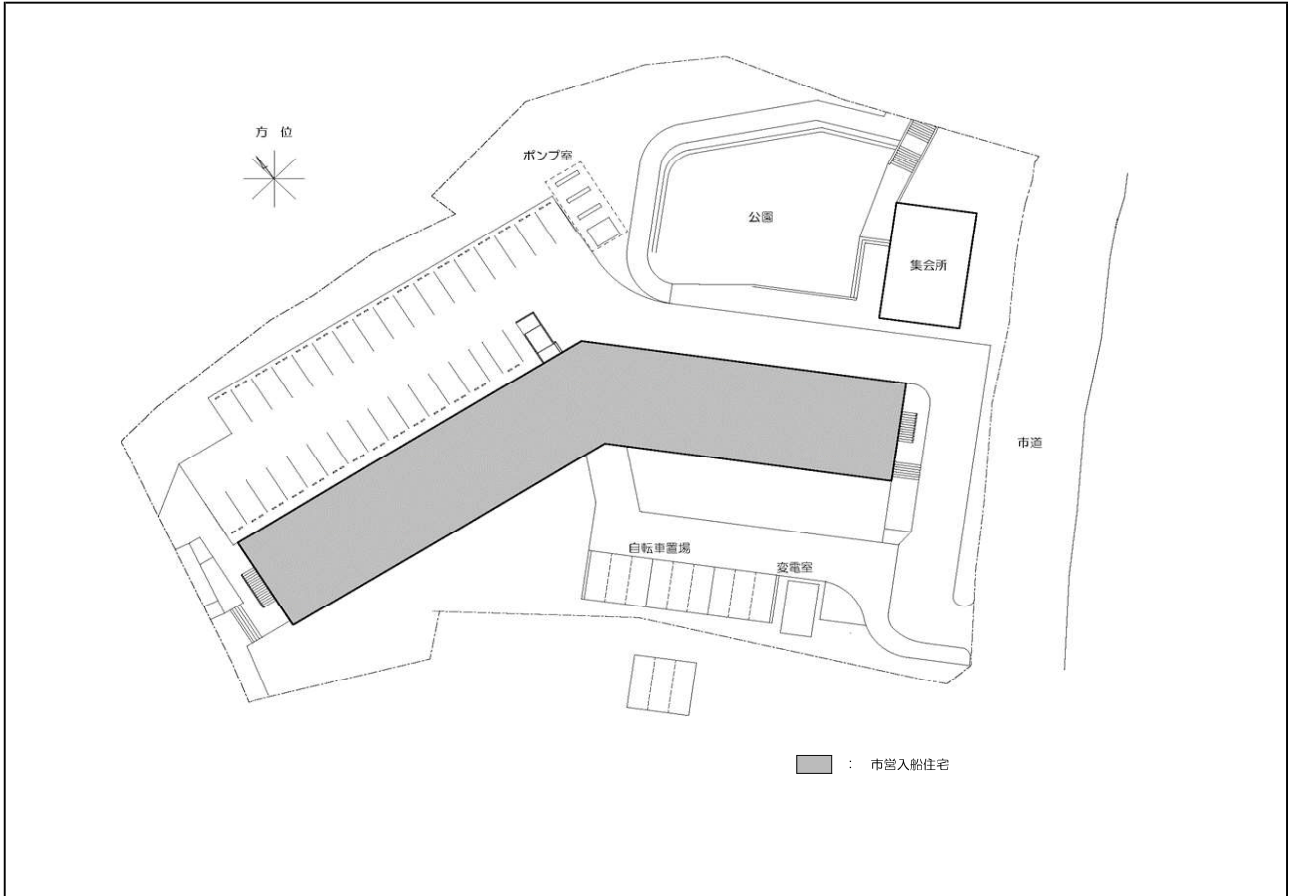 方 位
ポンプ室
公園
集会所
市道
自転車置場
変電室
： 市営入船住宅